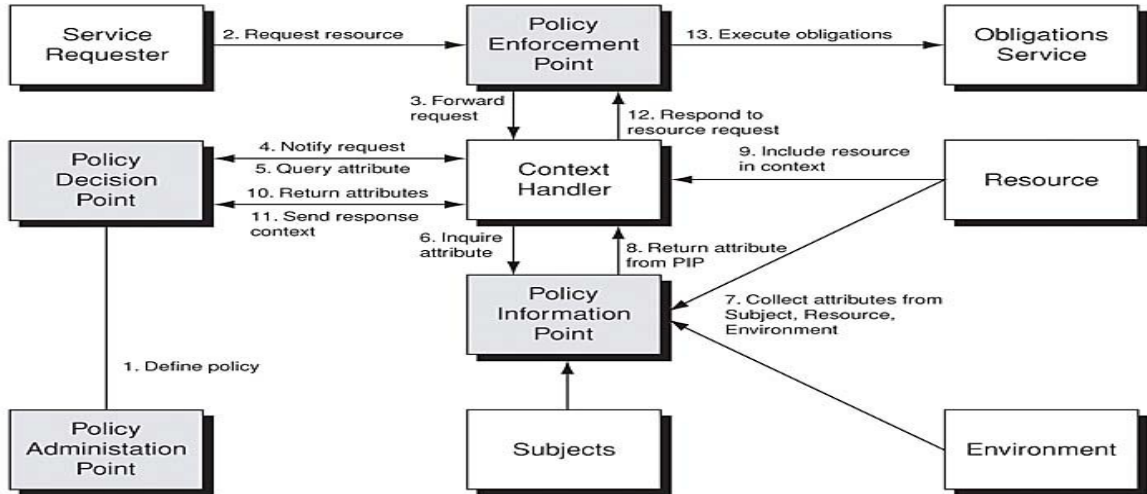 Service
Requester
2. Request resource
Policy
Enforcement
Point
13. Execute obligations
Obligations
Service
3. Forward
request
12. Respond to
resource request
Policy
Decision
Point
4. Notify request
5. Query attribute
10. Return attributes
11. Send response
context
Context
Handler
9. Include resource
in context
Resource
6. Inquire
attribute
8. Return attribute
from PIP
Policy
Information
Point
7. Collect attributes from
Subject, Resource,
Environment
1. Define policy
Policy
Administation
Point
Subjects
Environment